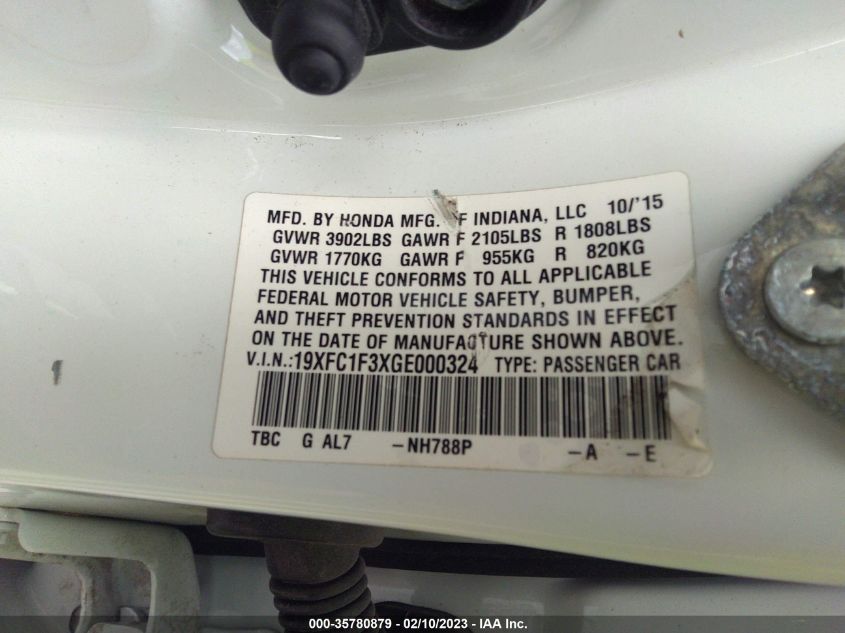 MFD. BY HONDA MFG. F INDIANA, LLC 10/'15
GVWR 3902LBS GAWR F 2105LBS R 1808LBS
GVWR 1770KG GAWR F 955KG R 820KG
THIS VEHICLE CONFORMS TO ALL APPLICABLE
FEDERAL MOTOR VEHICLE SAFETY, BUMPER,
AND THEFT PREVENTION STANDARDS IN EFFECT
ON THE DATE OF MANUFACTURE SHOWN ABOVE.
V.I.N.:19XFC1F3XGE000324 TYPE: PASSENGER CAR
TBC G AL7 -NH788P -A -E
000-35780879 - 02/10/2023 - IAA Inc.